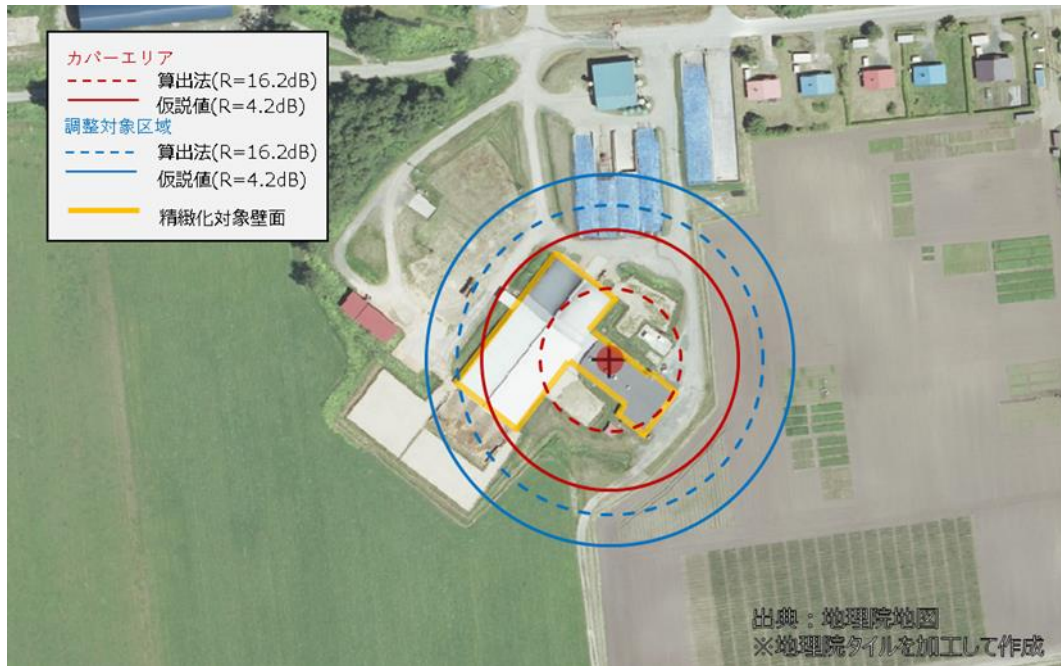 カバーエリア
算出法(R=16.2dB)
仮説値(R=4.2dB)
調整対象区域
算出法(R=16.2dB)
仮説値(R=4.2dB)
精緻化対象壁面
出典：地理院地図
※地理院タイルを加工して作成